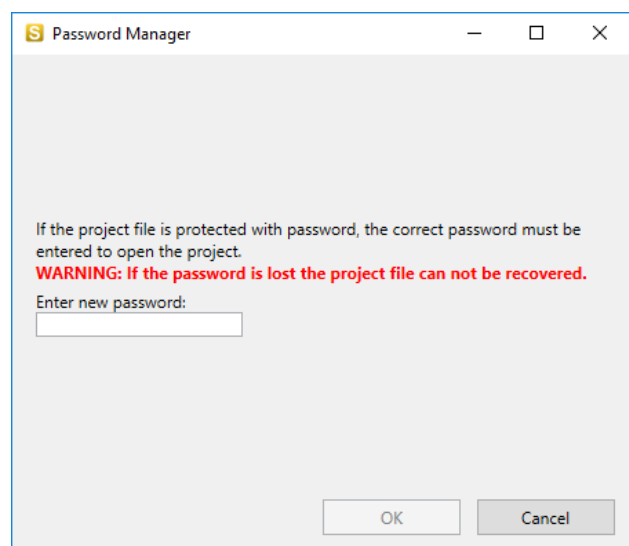 S Password Manager
If the project file is protected with password, the correct password must be
entered to open the project.
WARNING: If the password is lost the project file can not be recovered.
Enter new password:
OK Cancel